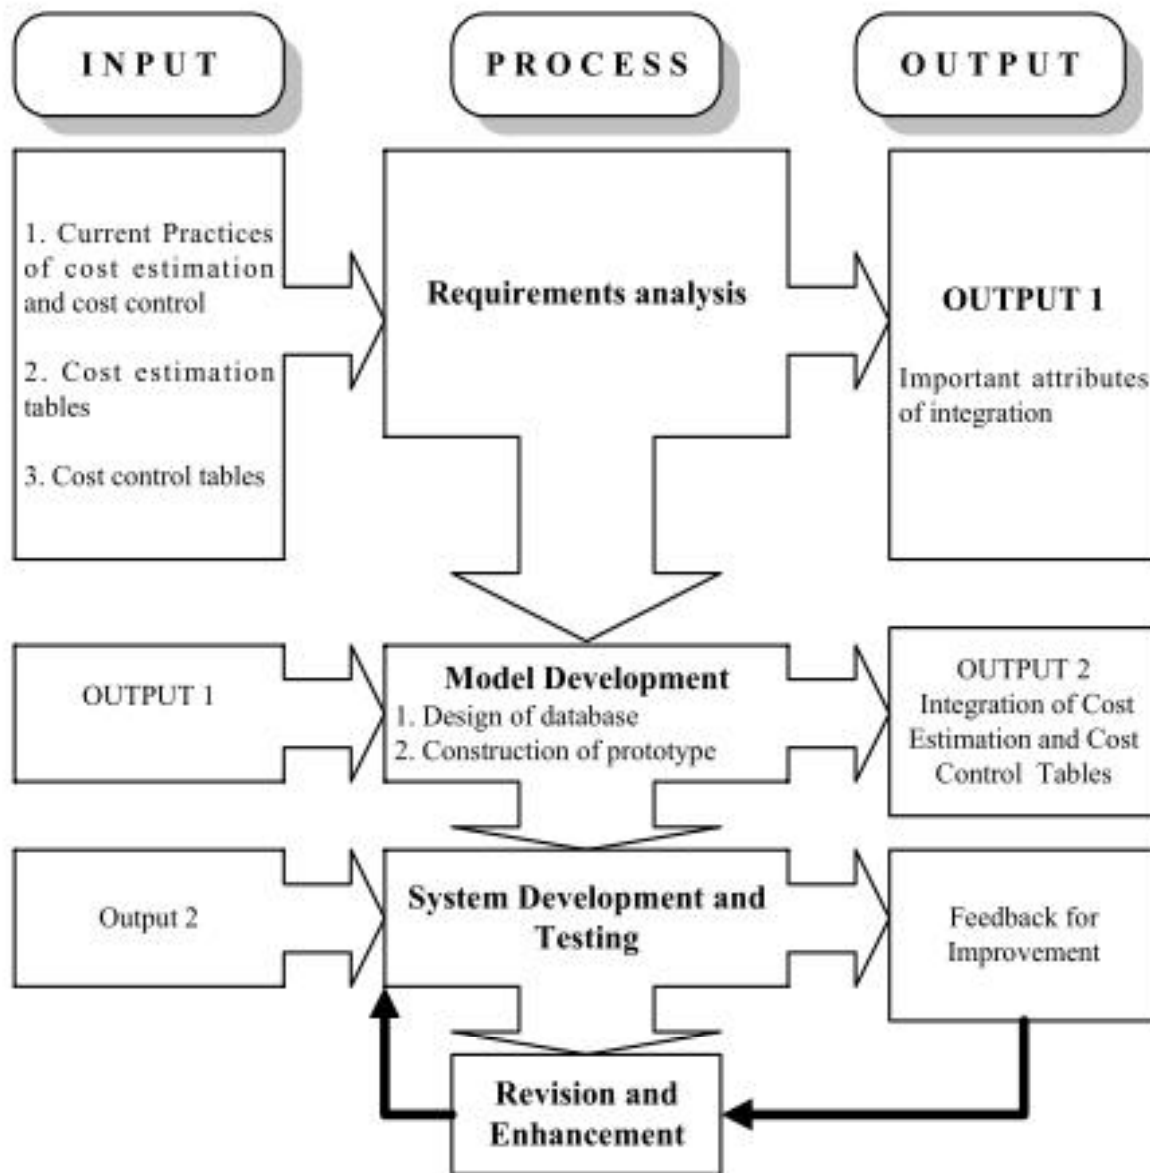 INPUT
PROCESS
OUTPUT
1. Current Practices
of cost estimation
and cost control
2. Cost estimation
tables
3. Cost control tables
Requirements analysis
OUTPUT 1
Important attributes
of integration
OUTPUT 1
Model Development
1. Design of database
2. Construction of prototype
OUTPUT 2
Integration of Cost
Estimation and Cost
Control Tables
Output 2
System Development and
Testing
Feedback for
Improvement
Revision and
Enhancement